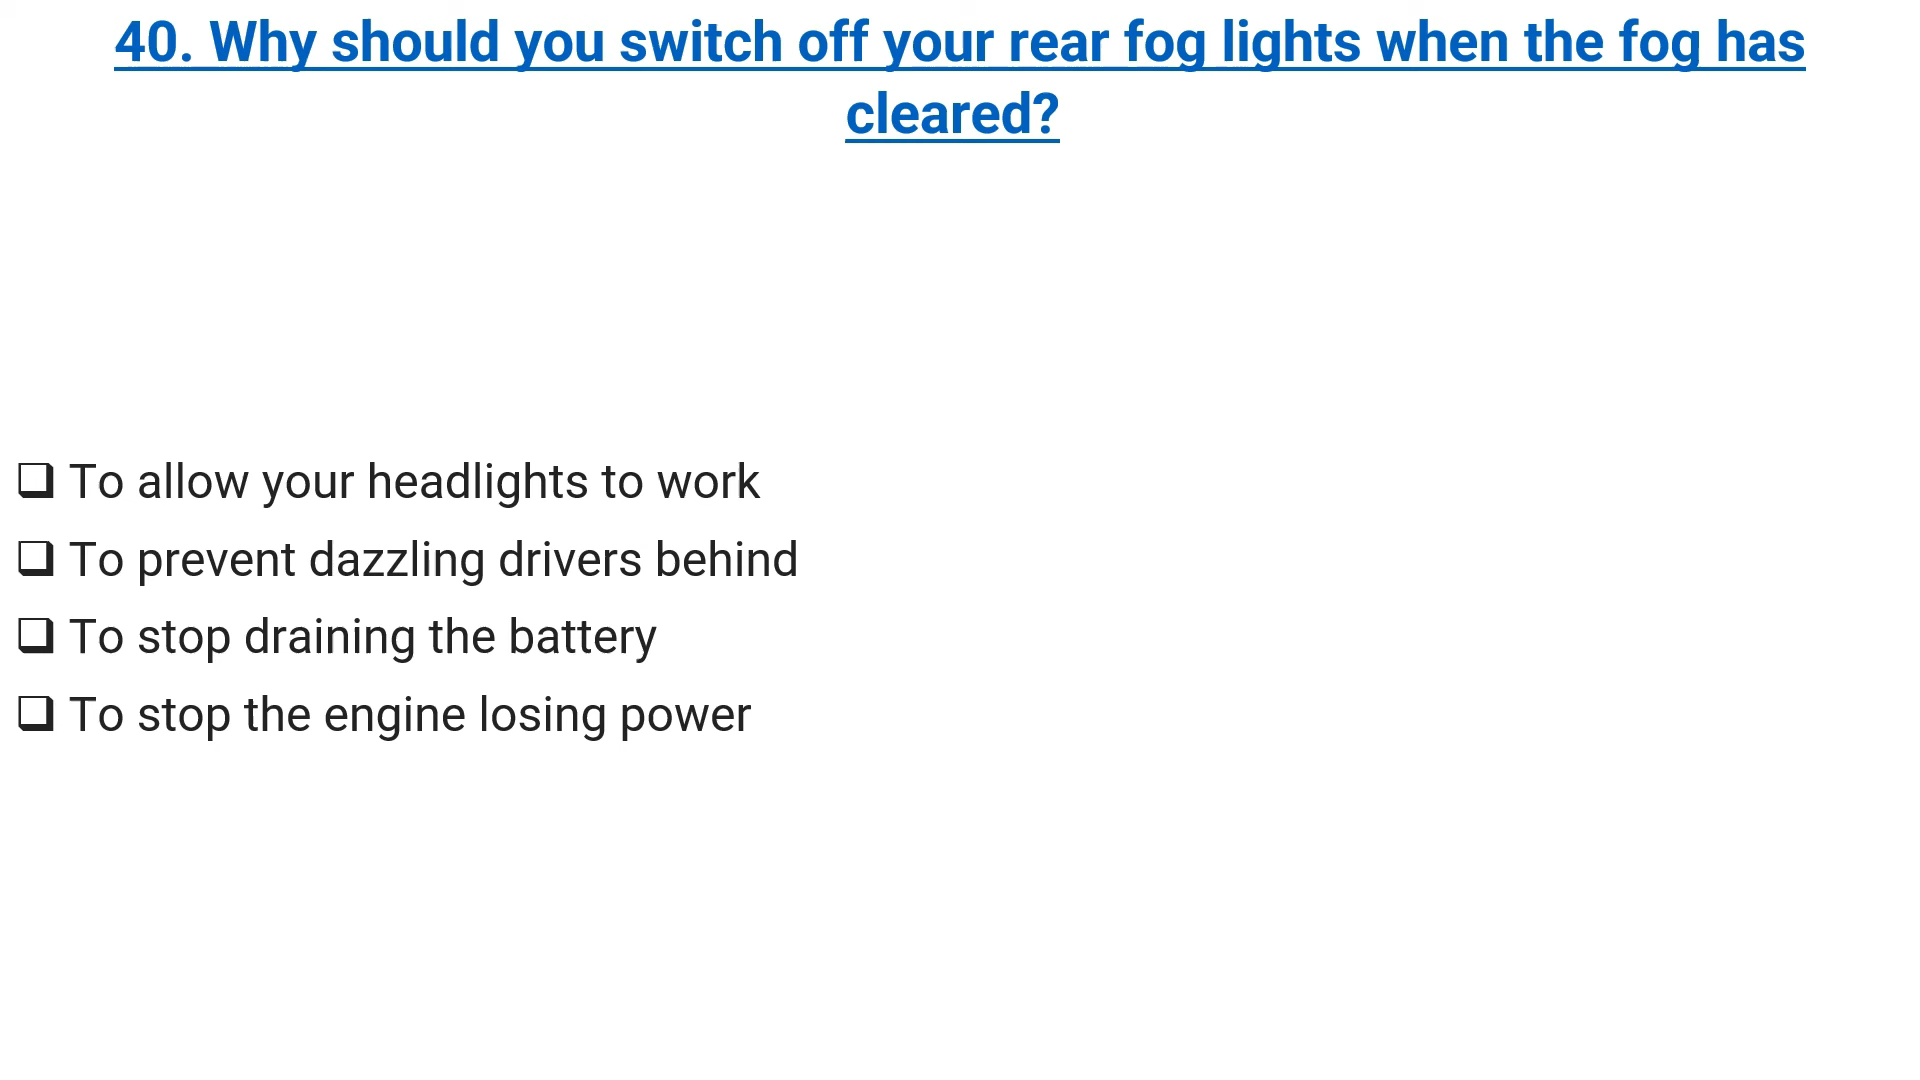 40. Why should you switch off your rear fog lights when the fog has
cleared?
❑ To allow your headlights to work
❑ To prevent dazzling drivers behind
❑ To stop draining the battery
❑ To stop the engine losing power